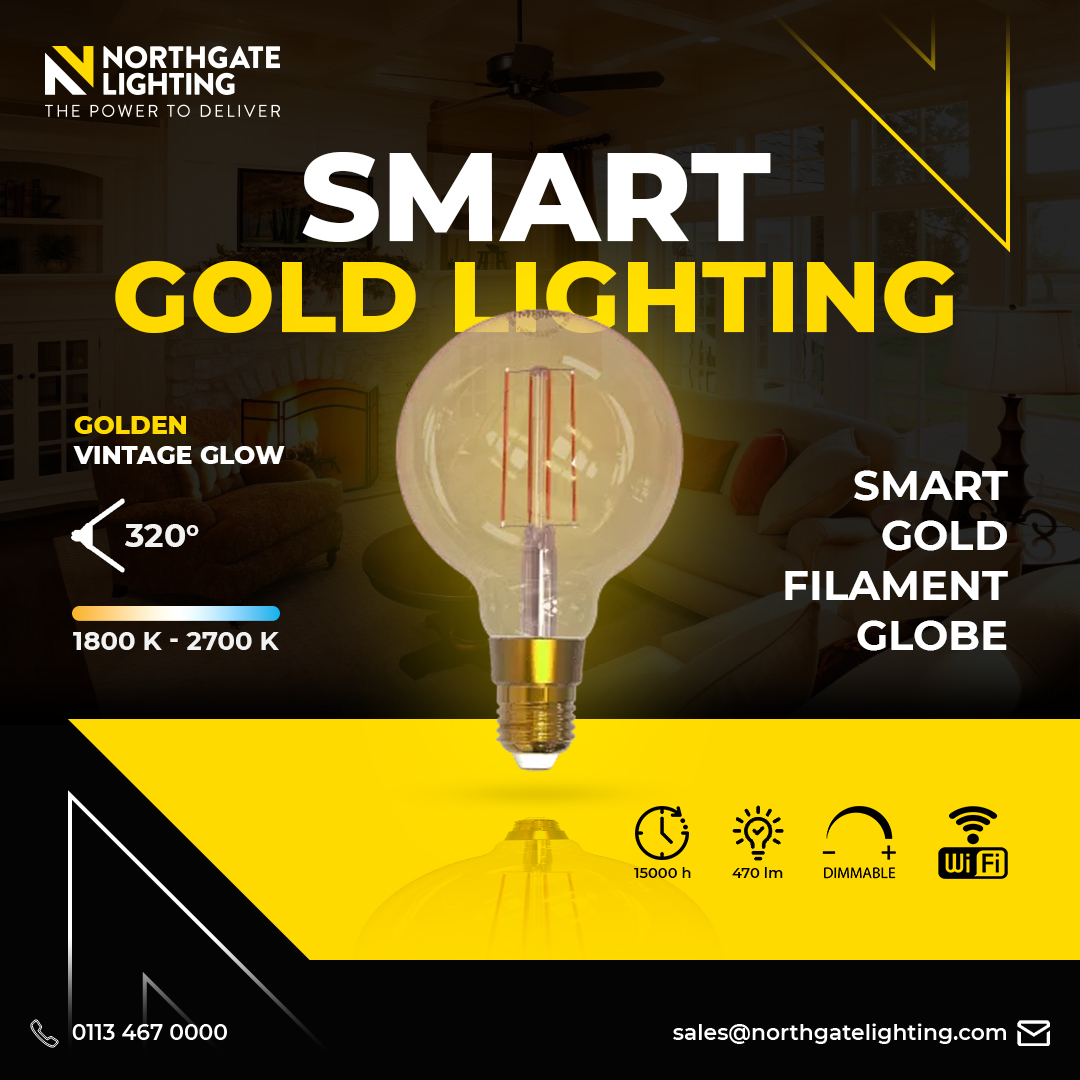 NORTHGATE
LIGHTING
THE POWER TO DELIVER
SMART
GOLD LIGHTING
GOLDEN
VINTAGE GLOW
320º
1800 K - 2700 K
SMART
GOLD
FILAMENT
GLOBE
15000 h
470 lm
- +
DIMMABLE
WiFi
0113 467 0000
sales@northgatelighting.com